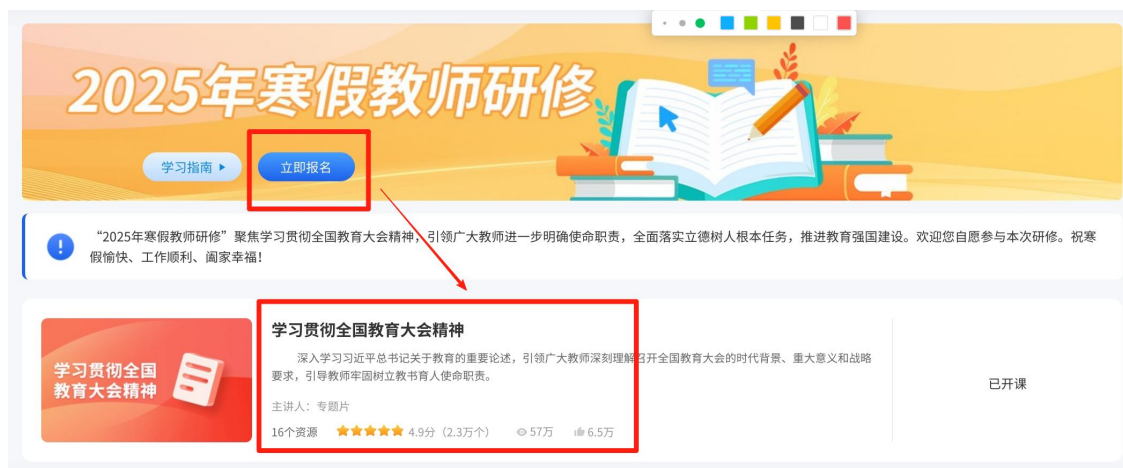 2025年寒假教师研修
学习指南
立即报名
“2025年寒假教师研修”聚焦学习贯彻全国教育大会精神，引领广大教师进一步明确使命职责，全面落实立德树人根本任务，推进教育强国建设。欢迎您自愿参与本次研修。祝寒
假愉快、工作顺利、阖家幸福！
学习贯彻全国
教育大会精神
学习贯彻全国教育大会精神
深入学习习近平总书记关于教育的重要论述，引领广大教师深刻理解召开全国教育大会的时代背景、重大意义和战略
要求，引导教师牢固树立教书育人使命职责。
主讲人：专题片
16个资源 4.9分（2.3万个） 57万 6.5万
已开课